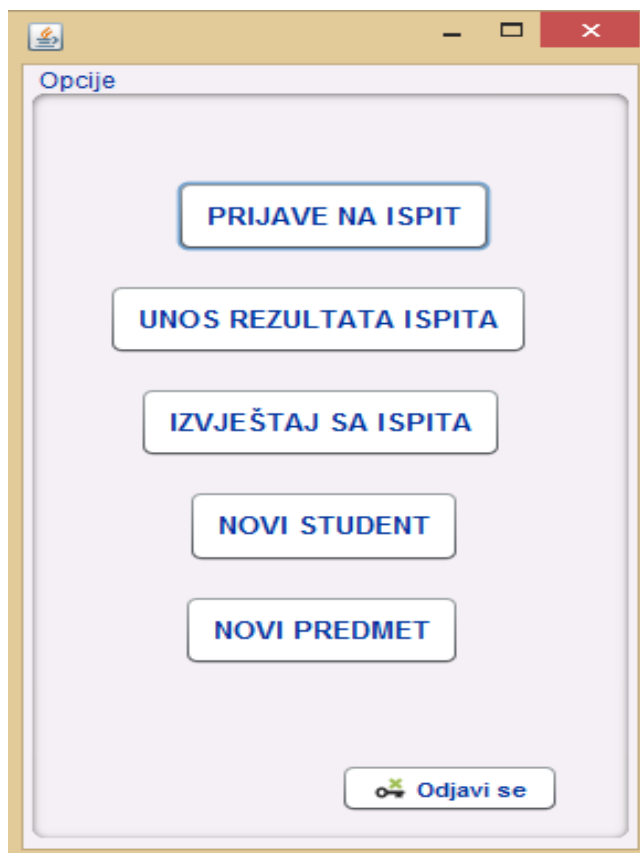 Opcije
PRIJAVE NA ISPIT
UNOS REZULTATA ISPITA
IZVJEŠTAJ SA ISPITA
NOVI STUDENT
NOVI PREDMET
Odjavi se